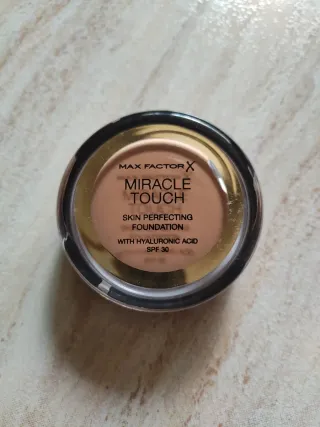 MAX FACTOR X
MIRACLE
TOUCH
SKIN PERFECTING
FOUNDATION
WITH HYALURONIC ACID
SPF 30